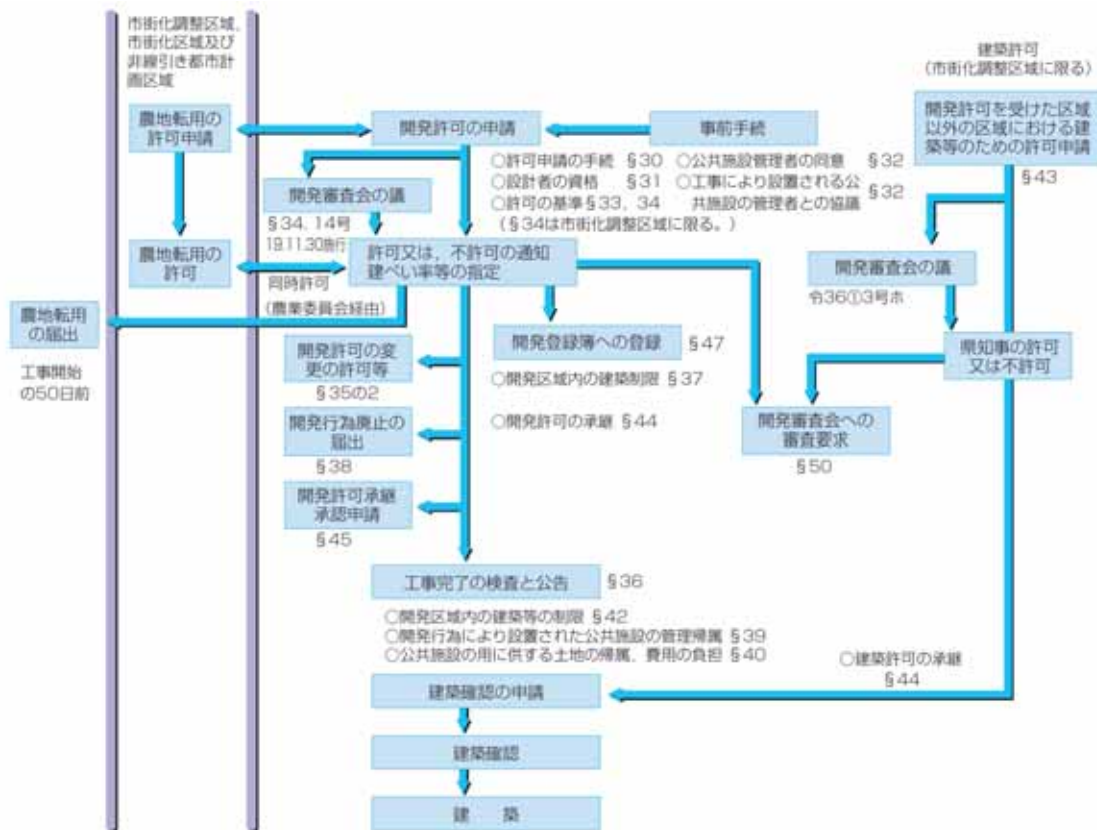 市街化調整区域、
市街化区域及び
非線引き都市計
画区域
農地転用の
許可申請
農地転用の
許可
農地転用
の届出
工事開始
の50日前
開発許可の申請
事前手続
○許可申請の手続 §30
○設計者の資格 §31
○許可の基準§33、34
(§34は市街化調整区域に限る。)
○公共施設管理者の同意 §32
○工事により設置される公
共施設の管理者との協議
§32
開発審査会の議
§34、14号
19.11.30施行
許可又は、不許可の通知
建ぺい率等の指定
同時許可
(農業委員会経由)
開発許可の変
更の許可等
§35の2
開発行為廃止の
届出
§38
開発許可承継
承認申請
§45
開発登録簿への登録
§47
○開発区域内の建築制限 §37
○開発許可の承継 §44
建築許可
(市街化調整区域に限る)
開発許可を受けた区域
以外の区域における建
築等のための許可申請
§43
開発審査会の議
令36①3号ホ
県知事の許可
又は不許可
開発審査会への
審査要求
§50
工事完了の検査と公告
§36
○開発区域内の建築等の制限 §42
○開発行為により設置された公共施設の管理帰属 §39
○公共施設の用に供する土地の帰属、費用の負担 §40
○建築許可の承継
§44
建築確認の申請
建築確認
建 築